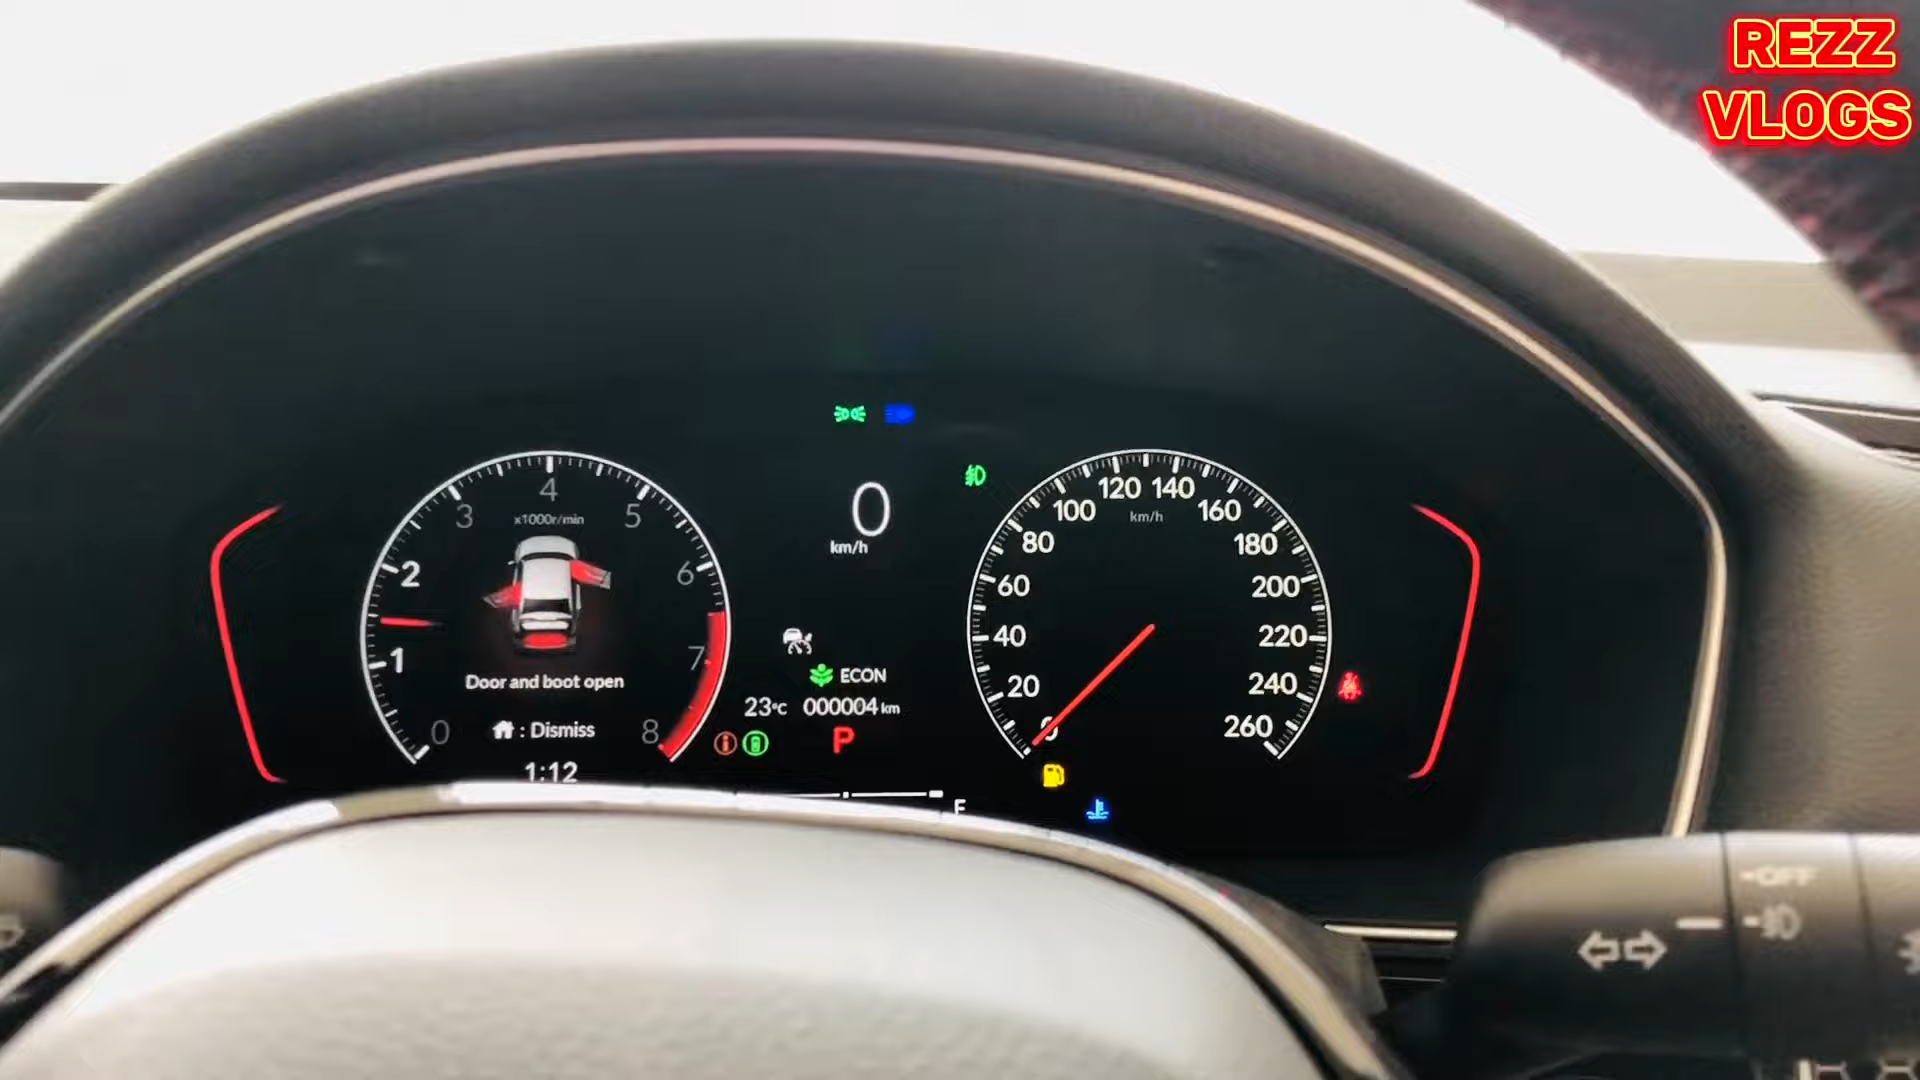 REZZ
VLOGS
4
3
5
x1000r/min
2
6
1
7
Door and boot open
0
: Dismiss
8
1:12
0
km/h
ECON
23°C
000004 km
P
F
120 140
100
160
km/h
80
180
60
200
40
220
20
240
0
260
OFF